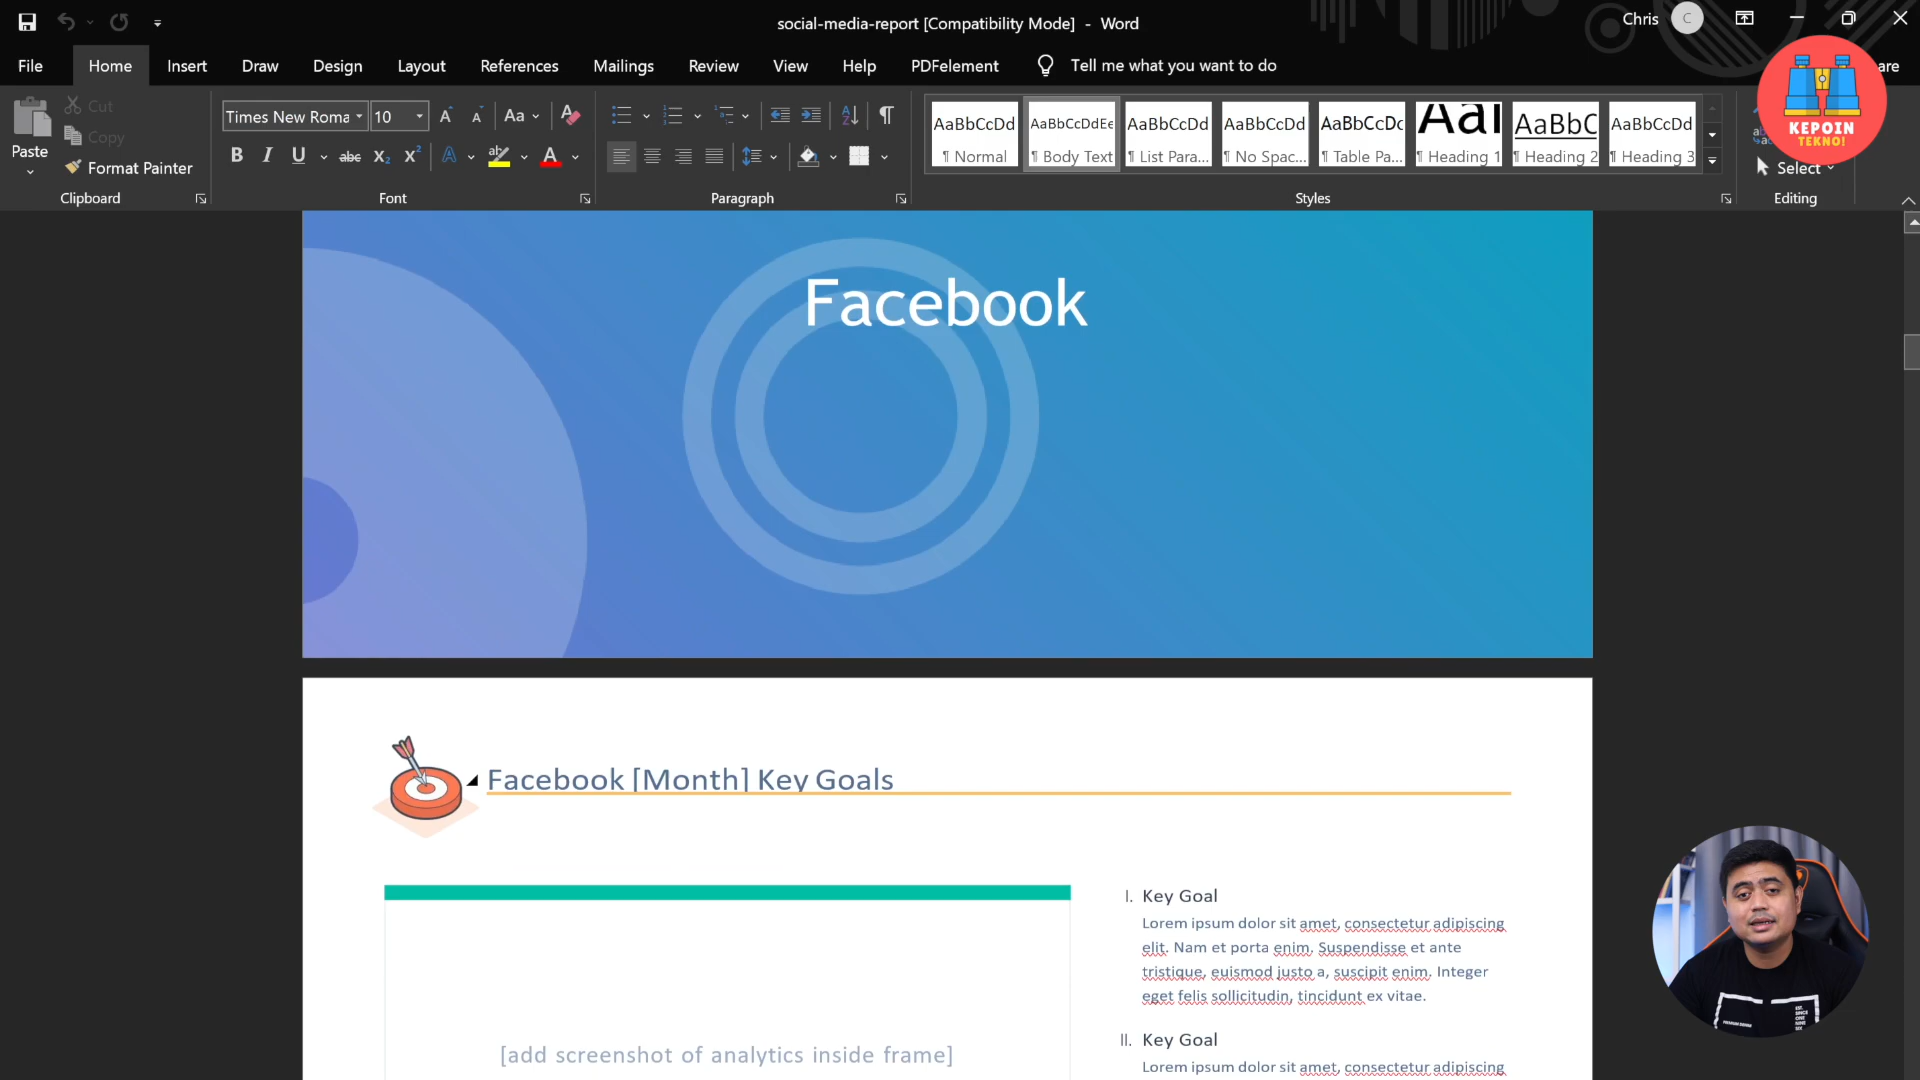 social-media-report [Compatibility Mode] - Word
Chris
C
File
Home
Insert
Draw
Design
Layout
References
Mailings
Review
View
Help
PDFelement
Tell me what you want to do
KEPOIN
TEKNO!
Paste
Cut
Copy
Format Painter
Clipboard
Times New Roma
10
Font
Paragraph
AaBbCcDd
¶ Normal
AaBbCcDdEe
¶ Body Text
AaBbCcDd
¶ List Para...
AaBbCcDd
¶ No Spac...
AaBbCcDc
¶ Table Pa...
AaI
¶ Heading 1
AaBbC
¶ Heading 2
AaBbCcDd
¶ Heading 3
Styles
Select
Editing
Facebook
Facebook [Month] Key Goals
[add screenshot of analytics inside frame]
I. Key Goal
Lorem ipsum dolor sit amet, consectetur adipiscing
elit. Nam et porta enim. Suspendisse et ante
tristique, euismod justo a, suscipit enim. Integer
eget felis sollicitudin, tincidunt ex vitae.
II. Key Goal
Lorem ipsum dolor sit amet, consectetur adipiscing